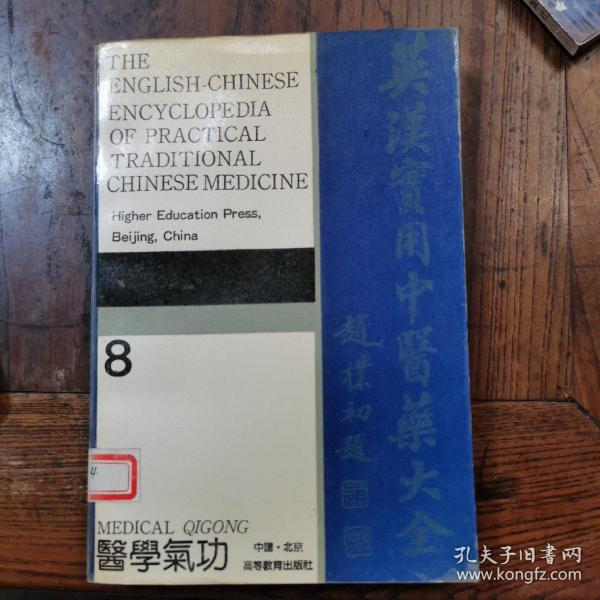 THE
ENGLISH-CHINESE
ENCYCLOPEDIA
OF PRACTICAL
TRADITIONAL
CHINESE MEDICINE
Higher Education Press,
Beijing, China
8
4
MEDICAL QIGONG
醫學氣功
中國·北京
高等敎育出版社
英漢實用中醫藥大全
趙樸初題
孔夫子旧书网
www.kongfz.com